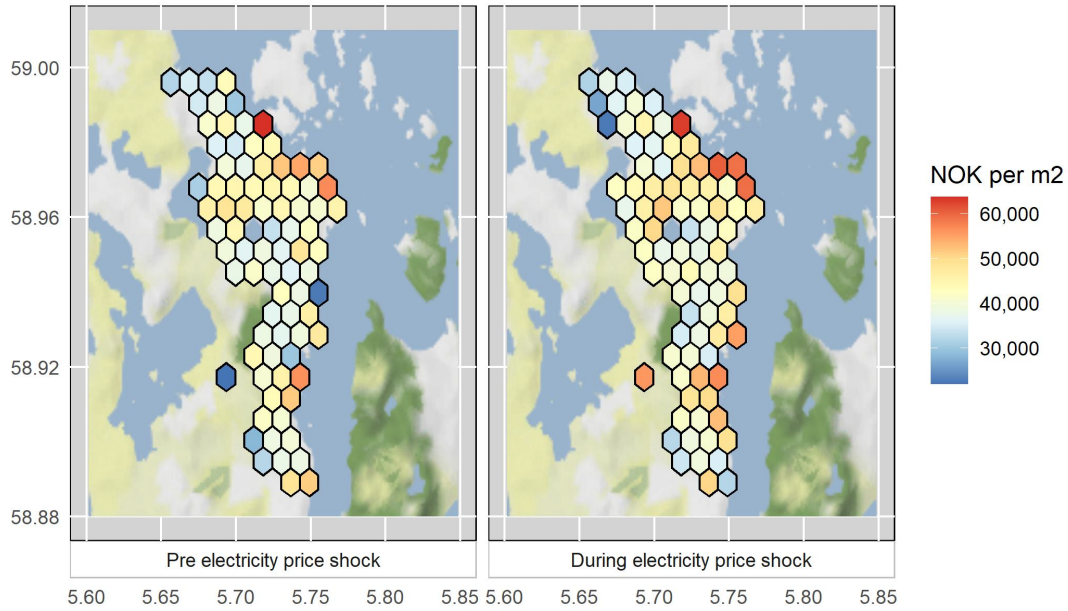 59.00
58.96
58.92
58.88
Pre electricity price shock
During electricity price shock
5.60 5.65 5.70 5.75 5.80 5.85 5.60 5.65 5.70 5.75 5.80 5.85
NOK per m2
60,000
50,000
40,000
30,000